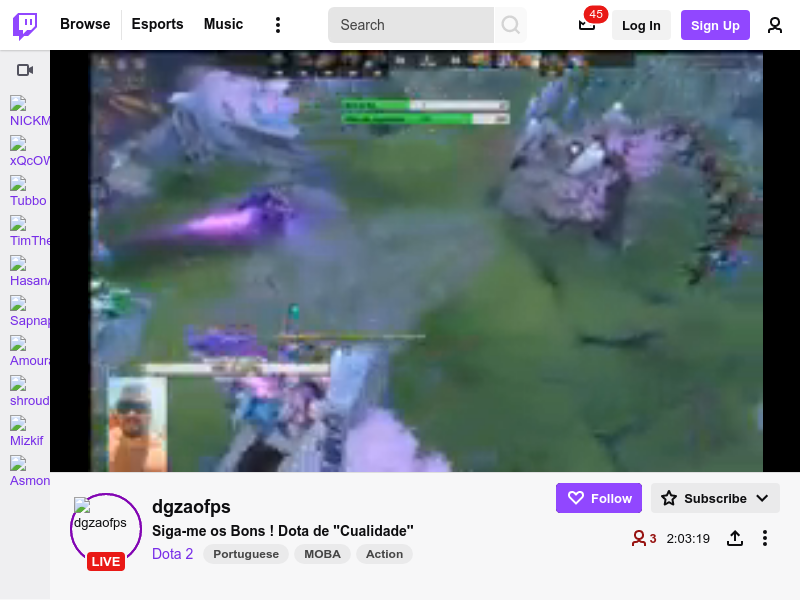 Browse
Esports
Music
Search
45
Log In
Sign Up
NICKM
xQcOW
Tubbo
TimThe
HasanA
Sapnap
Amoura
shroud
Mizkif
Asmon
dgzaofps
LIVE
dgzaofps
Siga-me os Bons ! Dota de "Cualidade"
Dota 2
Portuguese
MOBA
Action
Follow
Subscribe
3
2:03:19